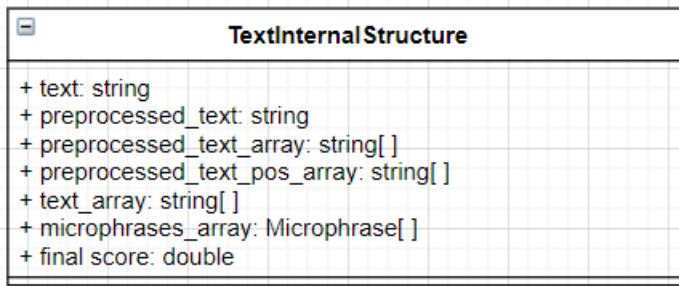 TextInternalStructure
+ text: string
+ preprocessed_text: string
+ preprocessed_text_array: string[ ]
+ preprocessed_text_pos_array: string[ ]
+ text_array: string[ ]
+ microphrases_array: Microphrase[ ]
+ final score: double